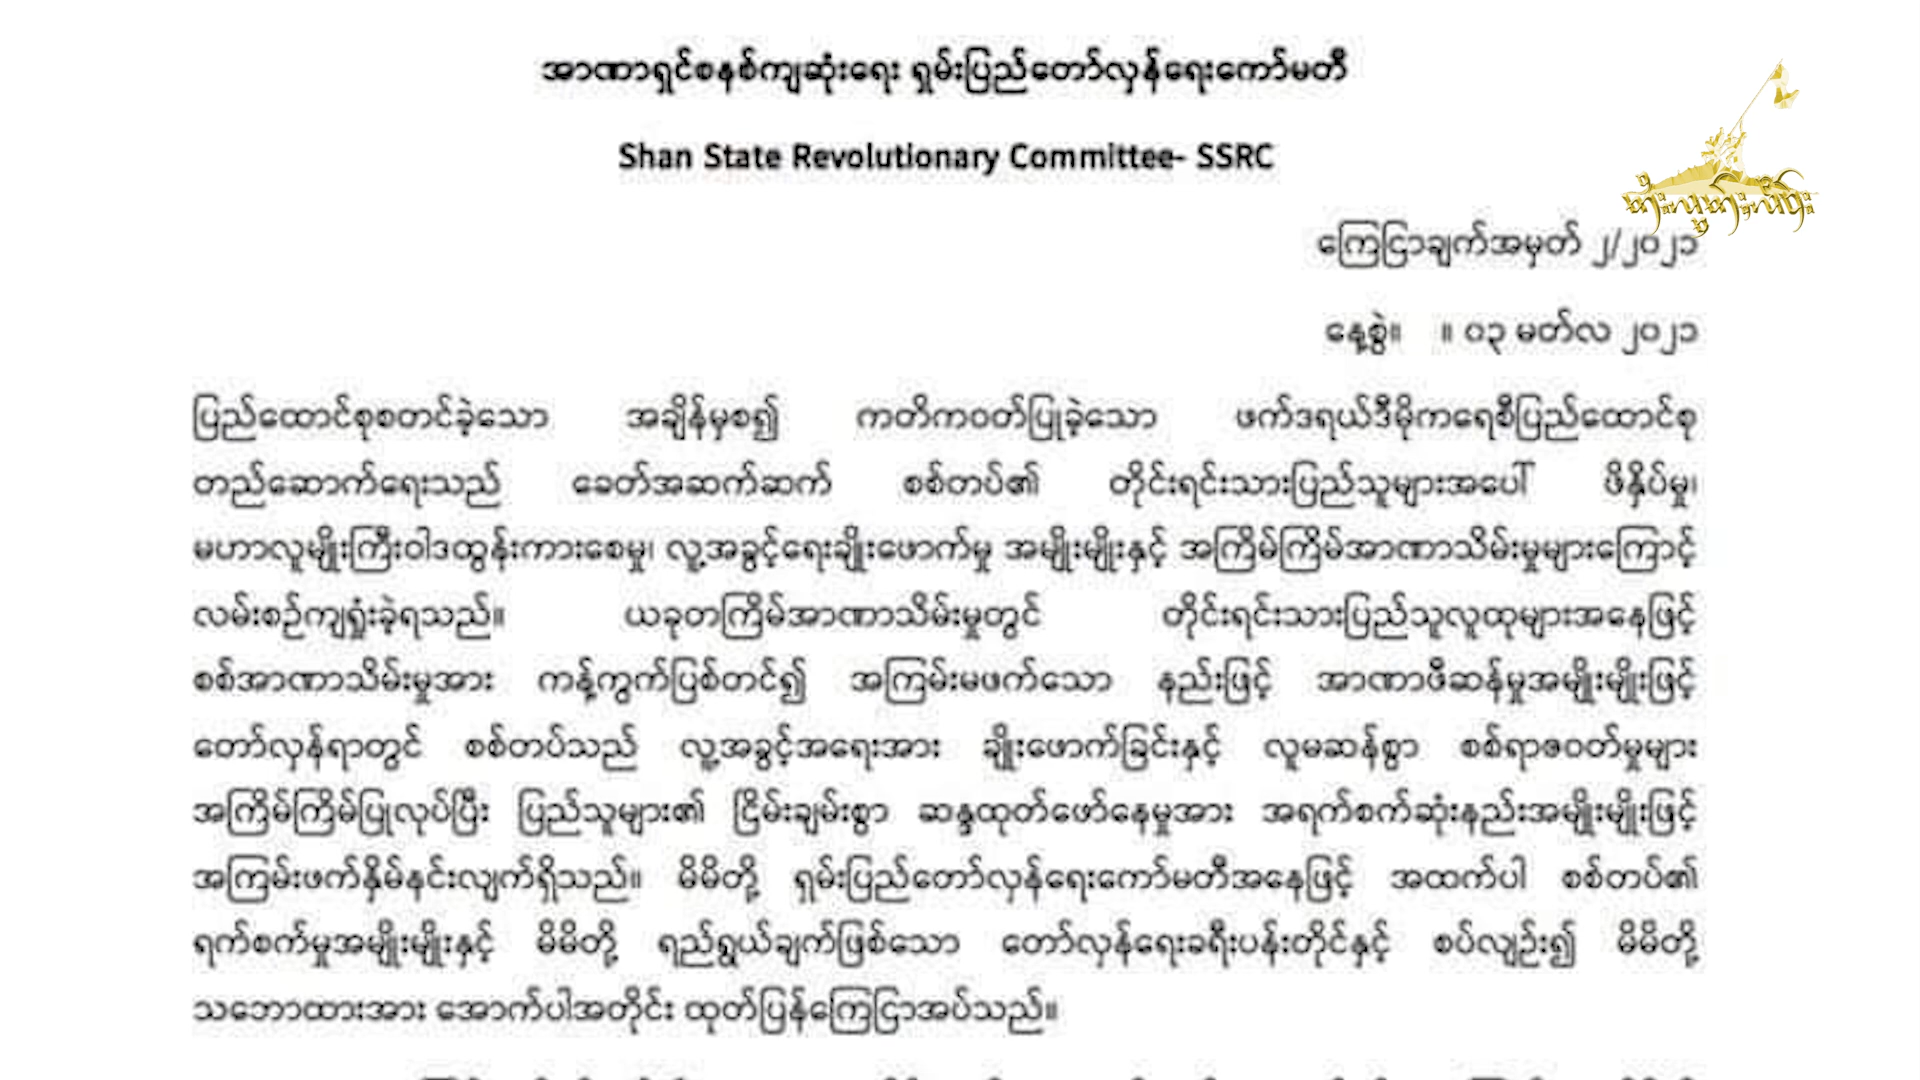 အာဏာရှင်စနစ်ကျဆုံးရေး ရှမ်းပြည်တော်လှန်ရေးကော်မတီ
Shan State Revolutionary Committee- SSRC
ကြေငြာချက်အမှတ် ၂/၂၀၂၁
နေ့စွဲ။ ။ ၀၃ မတ်လ ၂၀၂၁
ပြည်ထောင်စုစတင်ခဲ့သော အချိန်မှစ၍ ကတိကဝတ်ပြုခဲ့သော ဖက်ဒရယ်ဒီမိုကရေစီပြည်ထောင်စု
တည်ဆောက်ရေးသည် ခေတ်အဆက်ဆက် စစ်တပ်၏ တိုင်းရင်းသားပြည်သူများအပေါ် ဖိနှိပ်မှု၊
မဟာလူမျိုးကြီးဝါဒထွန်းကားစေမှု၊ လူ့အခွင့်ရေးချိုးဖောက်မှု အမျိုးမျိုးနှင့် အကြိမ်ကြိမ်အာဏာသိမ်းမှုများကြောင့်
လမ်းစဉ်ကျရှုံးခဲ့ရသည်။ ယခုတကြိမ်အာဏာသိမ်းမှုတွင် တိုင်းရင်းသားပြည်သူလူထုများအနေဖြင့်
စစ်အာဏာသိမ်းမှုအား ကန့်ကွက်ပြစ်တင်၍ အကြမ်းမဖက်သော နည်းဖြင့် အာဏာဖီဆန်မှုအမျိုးမျိုးဖြင့်
တော်လှန်ရာတွင် စစ်တပ်သည် လူ့အခွင့်အရေးအား ချိုးဖောက်ခြင်းနှင့် လူမဆန်စွာ စစ်ရာဇဝတ်မှုများ
အကြိမ်ကြိမ်ပြုလုပ်ပြီး ပြည်သူများ၏ ငြိမ်းချမ်းစွာ ဆန္ဒထုတ်ဖော်နေမှုအား အရက်စက်ဆုံးနည်းအမျိုးမျိုးဖြင့်
အကြမ်းဖက်နှိမ်နင်းလျက်ရှိသည်။ မိမိတို့ ရှမ်းပြည်တော်လှန်ရေးကော်မတီအနေဖြင့် အထက်ပါ စစ်တပ်၏
ရက်စက်မှုအမျိုးမျိုးနှင့် မိမိတို့ ရည်ရွယ်ချက်ဖြစ်သော တော်လှန်ရေးခရီးပန်းတိုင်နှင့် စပ်လျဉ်း၍ မိမိတို့
သဘောထားအား အောက်ပါအတိုင်း ထုတ်ပြန်ကြေငြာအပ်သည်။